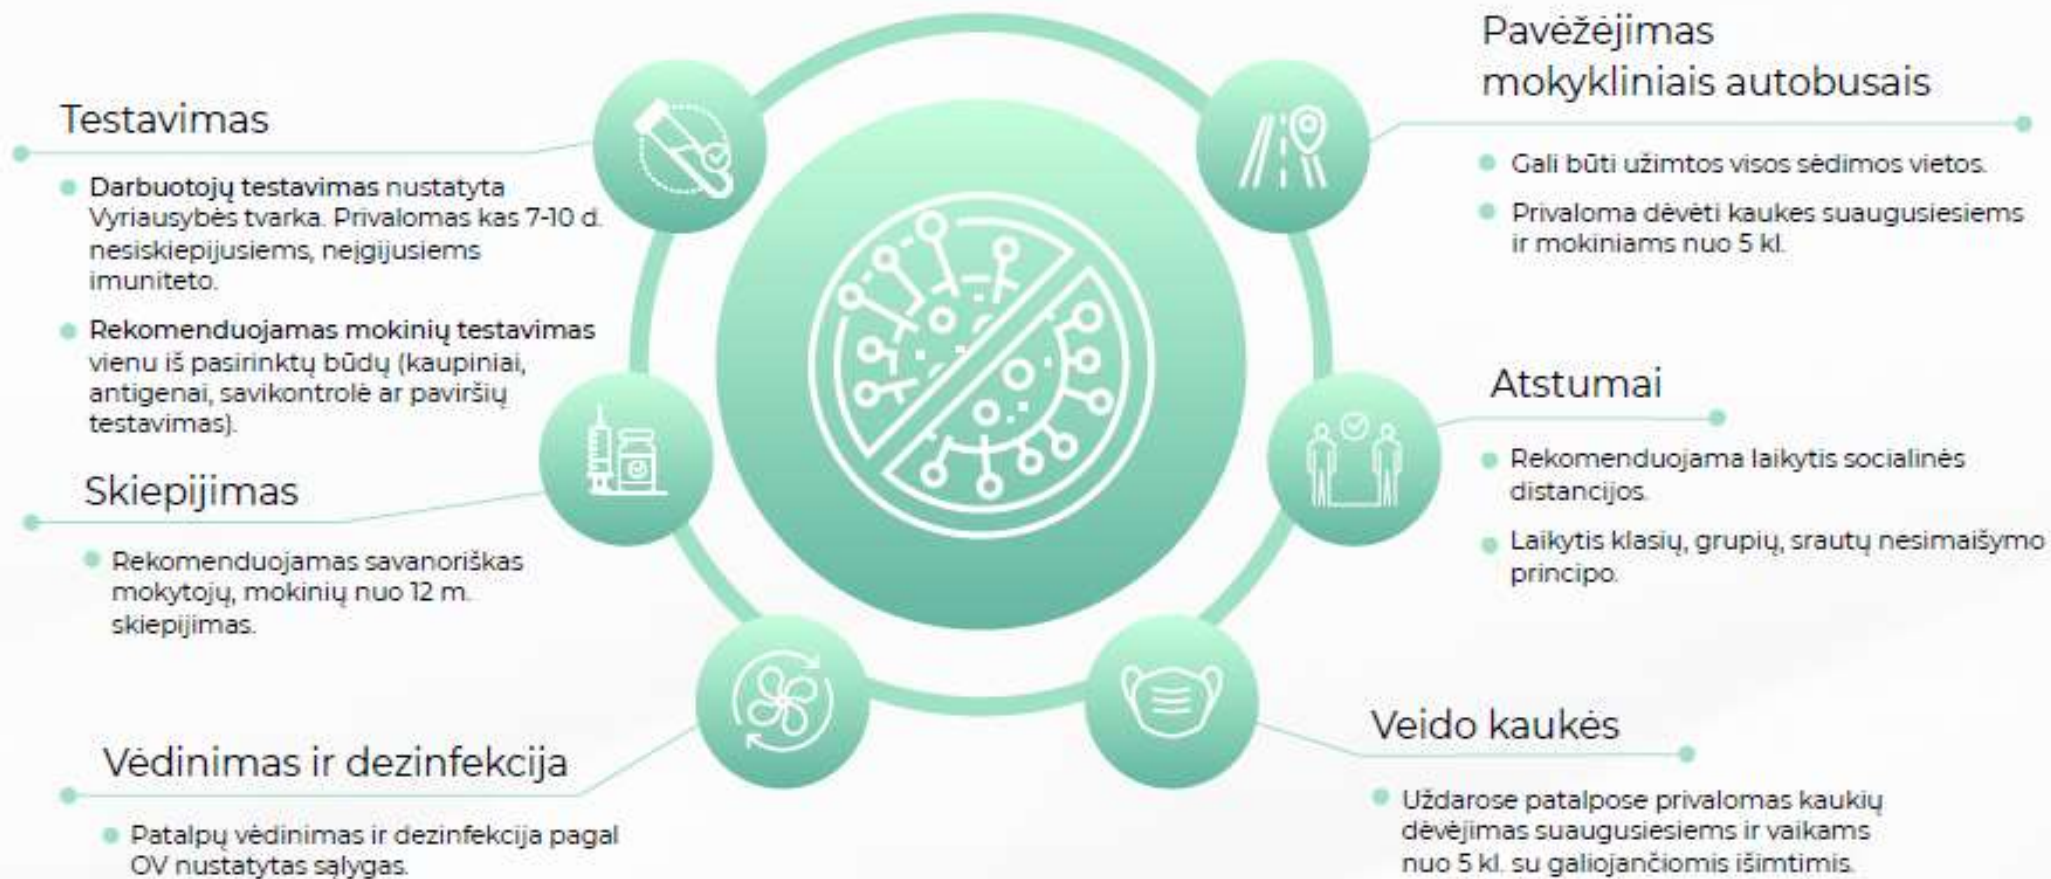 Testavimas
Darbuotojų testavimas nustatyta
Vyriausybės tvarka. Privalomas kas 7-10 d.
nesiskiepijusiems, neįgijusiems
imuniteto.
Rekomenduojamas mokinių testavimas
vienu iš pasirinktų būdų (kaupiniai,
antigenai, savikontrolė ar paviršių
testavimas).
Skiepijimas
Rekomenduojamas savanoriškas
mokytojų, mokinių nuo 12 m.
skiepijimas.
Vėdinimas ir dezinfekcija
Patalpų vėdinimas ir dezinfekcija pagal
OV nustatytas sąlygas.
Pavėžėjimas
mokykliniais autobusais
Gali būti užimtos visos sėdimos vietos.
Privaloma dėvėti kaukes suaugusiesiems
ir mokiniams nuo 5 kl.
Atstumai
Rekomenduojama laikytis socialinės
distancijos.
Laikytis klasių, grupių, srautų nesimaišymo
principo.
Veido kaukės
Uždarose patalpose privalomas kaukių
dėvėjimas suaugusiesiems ir vaikams
nuo 5 kl. su galiojančiomis išimtimis.